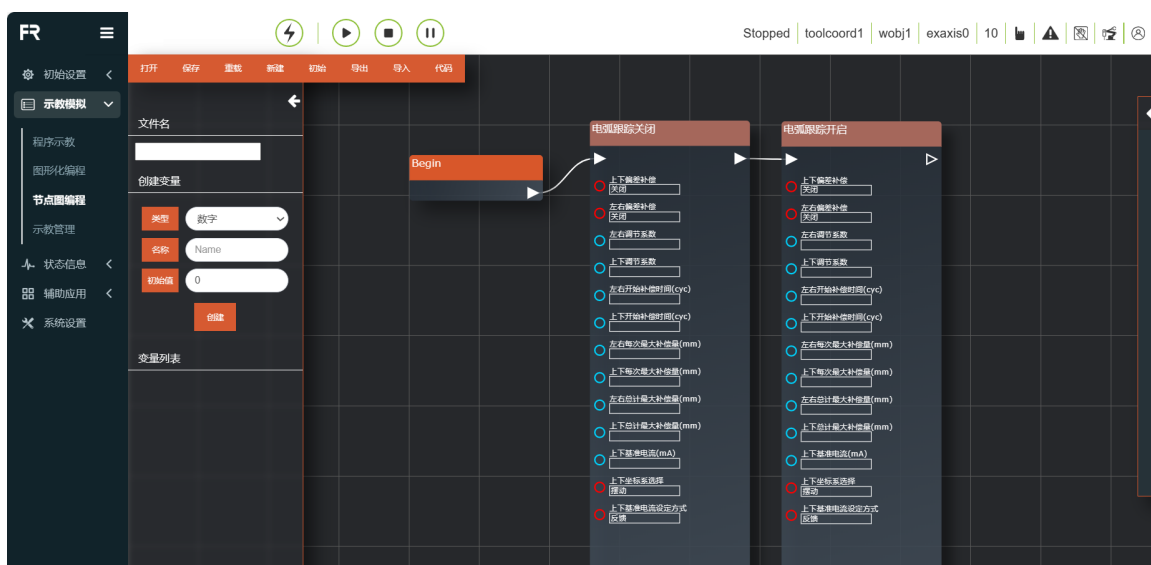 FR
Stopped toolcoord1 wobj1 exaxis0 10
初始设置
示教模拟
程序示教
图形化编程
节点图编程
示教管理
状态信息
辅助应用
系统设置
打开 保存 重载 新建 初始 导出 导入 代码
文件名
创建变量
类型 数字
名称 Name
初始值 0
创建
变量列表
Begin
电弧跟踪关闭
上下偏差补偿
关闭
左右偏差补偿
关闭
左右调节系数
上下调节系数
左右开始补偿时间(cyc)
上下开始补偿时间(cyc)
左右每次最大补偿量(mm)
上下每次最大补偿量(mm)
左右总计最大补偿量(mm)
上下总计最大补偿量(mm)
上下基准电流(mA)
上下坐标系选择
摆动
上下基准电流设定方式
反馈
电弧跟踪开启
上下偏差补偿
关闭
左右偏差补偿
关闭
左右调节系数
上下调节系数
左右开始补偿时间(cyc)
上下开始补偿时间(cyc)
左右每次最大补偿量(mm)
上下每次最大补偿量(mm)
左右总计最大补偿量(mm)
上下总计最大补偿量(mm)
上下基准电流(mA)
上下坐标系选择
摆动
上下基准电流设定方式
反馈